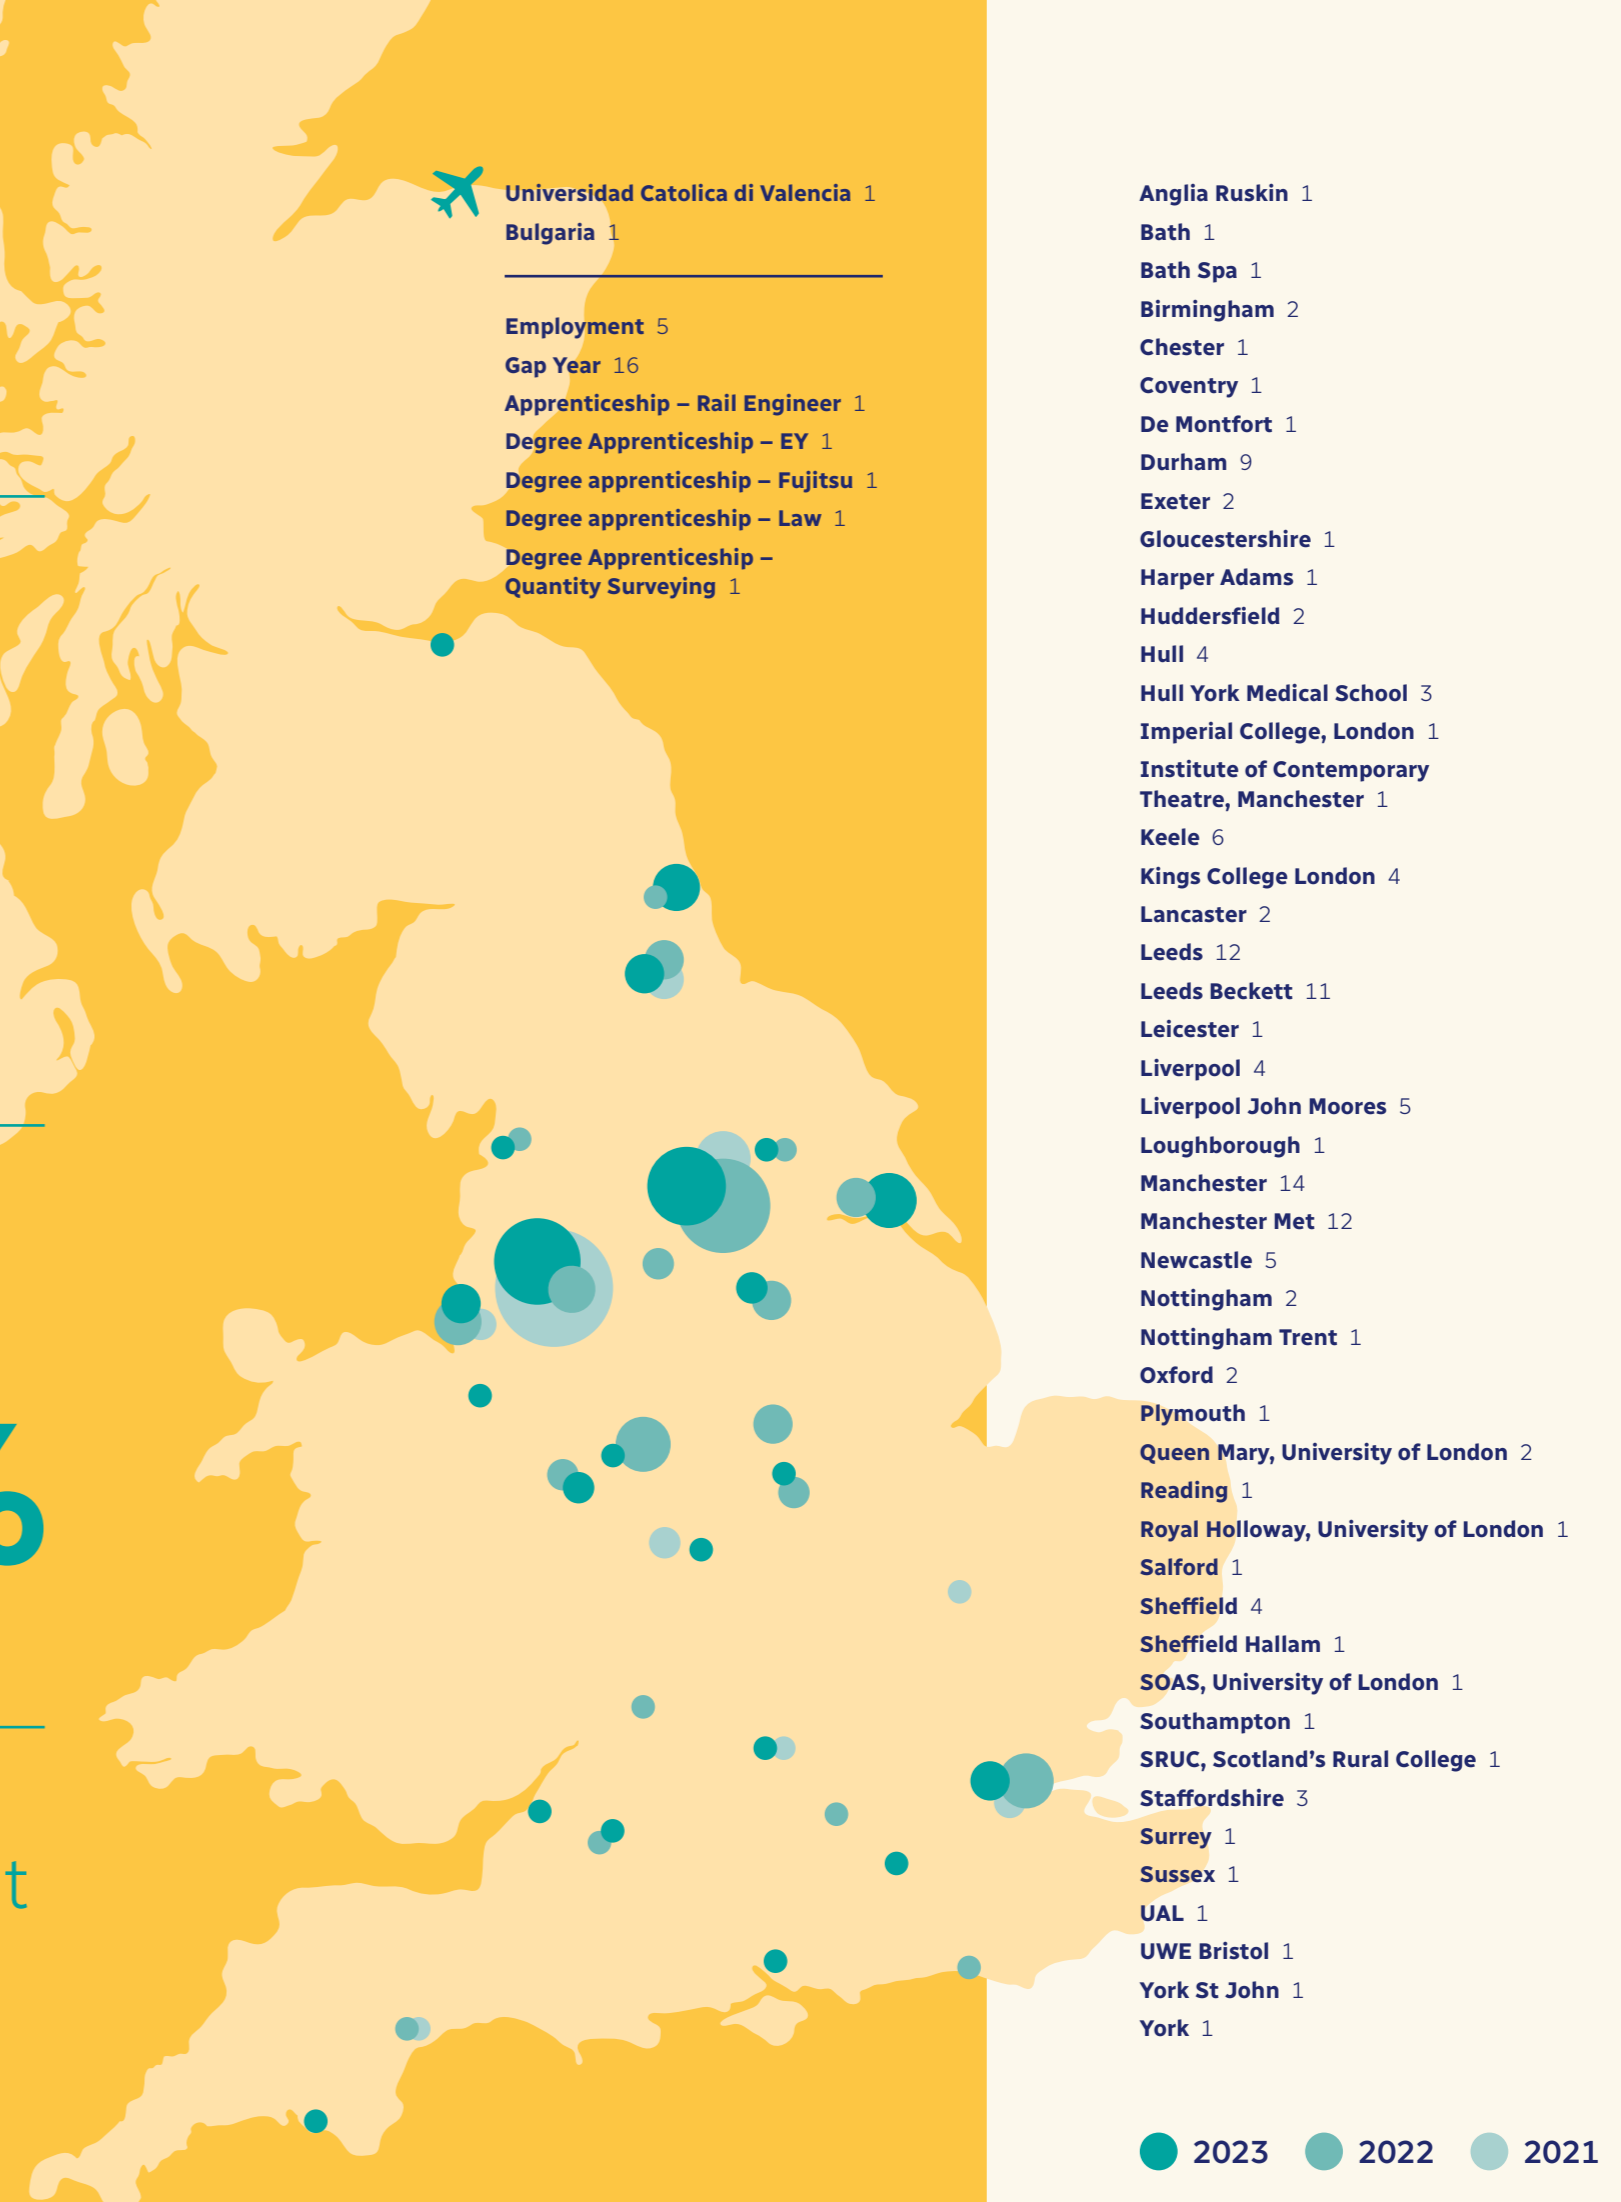 Universidad Catolica di Valencia 1
Bulgaria 1
Employment 5
Gap Year 16
Apprenticeship – Rail Engineer 1
Degree Apprenticeship – EY 1
Degree apprenticeship – Fujitsu 1
Degree apprenticeship – Law 1
Degree Apprenticeship –
Quantity Surveying 1
t
Anglia Ruskin 1
Bath 1
Bath Spa 1
Birmingham 2
Chester 1
Coventry 1
De Montfort 1
Durham 9
Exeter 2
Gloucestershire 1
Harper Adams 1
Huddersfield 2
Hull 4
Hull York Medical School 3
Imperial College, London 1
Institute of Contemporary
Theatre, Manchester 1
Keele 6
Kings College London 4
Lancaster 2
Leeds 12
Leeds Beckett 11
Leicester 1
Liverpool 4
Liverpool John Moores 5
Loughborough 1
Manchester 14
Manchester Met 12
Newcastle 5
Nottingham 2
Nottingham Trent 1
Oxford 2
Plymouth 1
Queen Mary, University of London 2
Reading 1
Royal Holloway, University of London 1
Salford 1
Sheffield 4
Sheffield Hallam 1
SOAS, University of London 1
Southampton 1
SRUC, Scotland’s Rural College 1
Staffordshire 3
Surrey 1
Sussex 1
UAL 1
UWE Bristol 1
York St John 1
York 1
2023 2022 2021